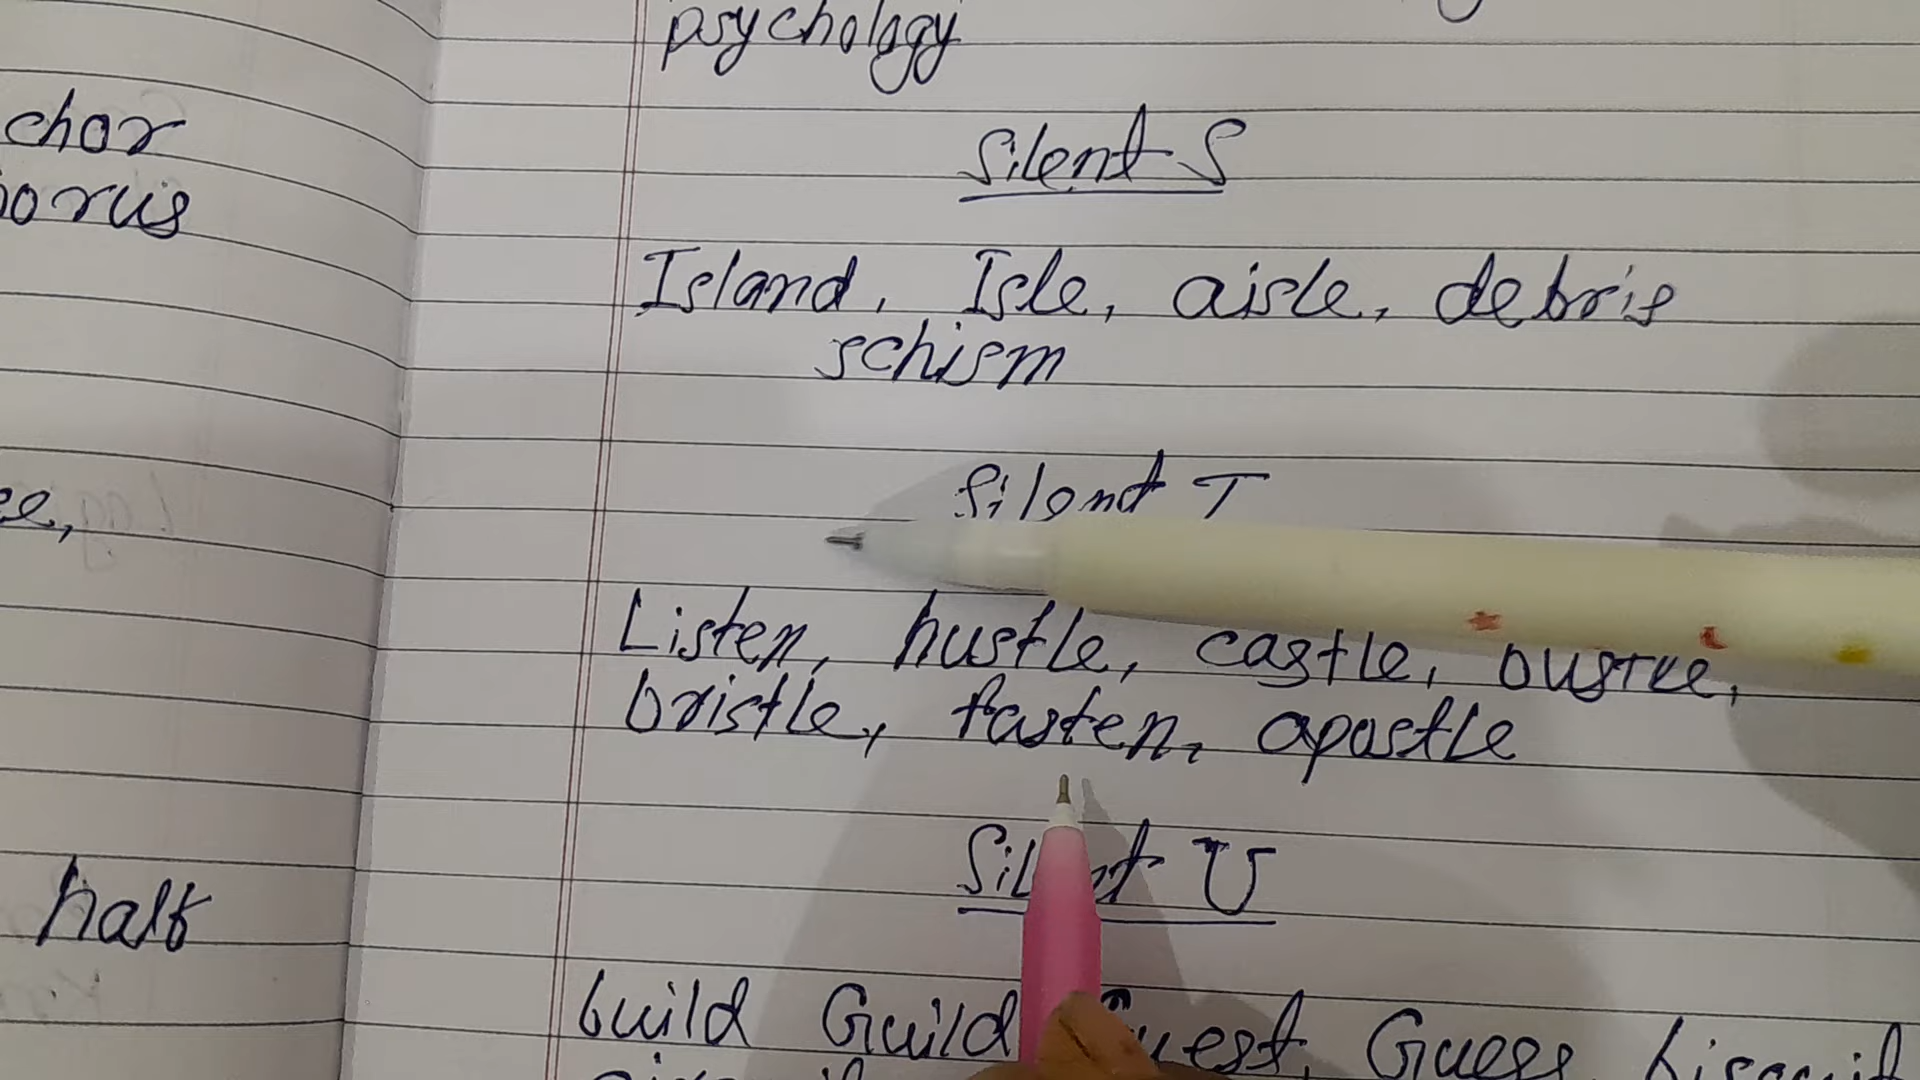 psychology
chor
orus
Silent S
Island, Isle, aisle, debris
schism
Silent T
Listen, hustle, castle,
bristle, fasten, apostle
Silent U
half
build Guild Guest, Guess